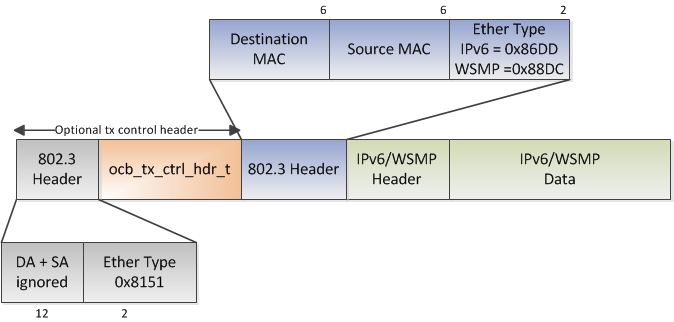 6
6
2
Destination
MAC
Source MAC
Ether Type
IPv6 = 0x86DD
WSMP =0x88DC
Optional tx control header
802.3
Header
ocb_tx_ctrl_hdr_t
802.3 Header
IPv6/WSMP
Header
IPv6/WSMP
Data
DA + SA
ignored
Ether Type
0x8151
12
2